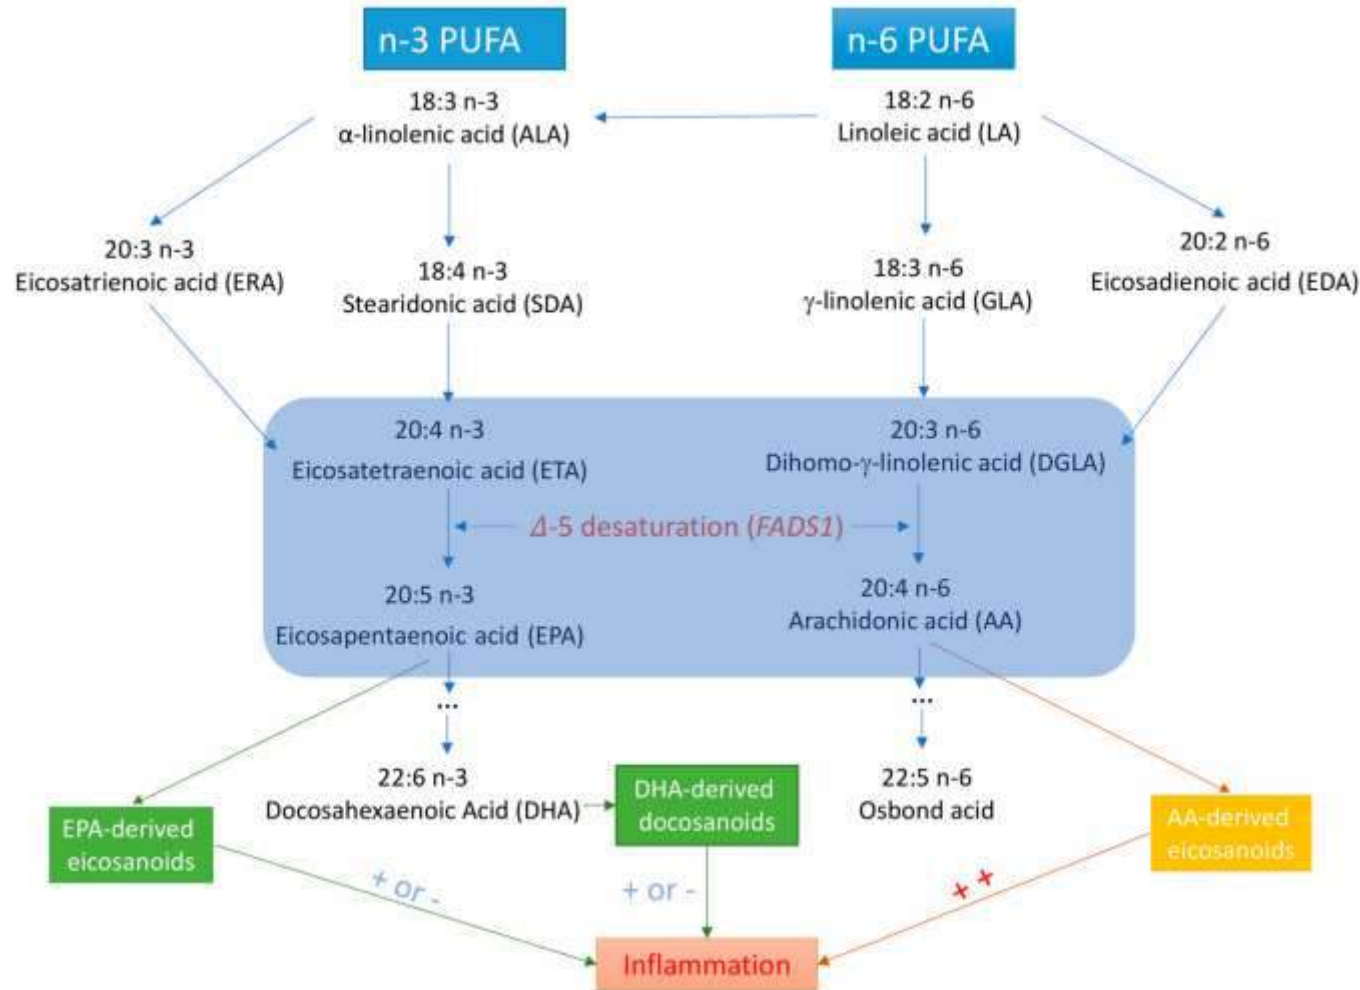 n-3 PUFA
n-6 PUFA
18:3 n-3
α-linolenic acid (ALA)
18:2 n-6
Linoleic acid (LA)
20:3 n-3
Eicosatrienoic acid (ERA)
18:4 n-3
Stearidonic acid (SDA)
18:3 n-6
γ-linolenic acid (GLA)
20:2 n-6
Eicosadienoic acid (EDA)
20:4 n-3
Eicosatetraenoic acid (ETA)
20:3 n-6
Dihomo-γ-linolenic acid (DGLA)
Δ-5 desaturation (FADS1)
20:5 n-3
Eicosapentaenoic acid (EPA)
20:4 n-6
Arachidonic acid (AA)
...
...
22:6 n-3
Docosahexaenoic Acid (DHA)
DHA-derived
docosanoids
22:5 n-6
Osbond acid
EPA-derived
eicosanoids
AA-derived
eicosanoids
+ or -
+ or -
++
Inflammation